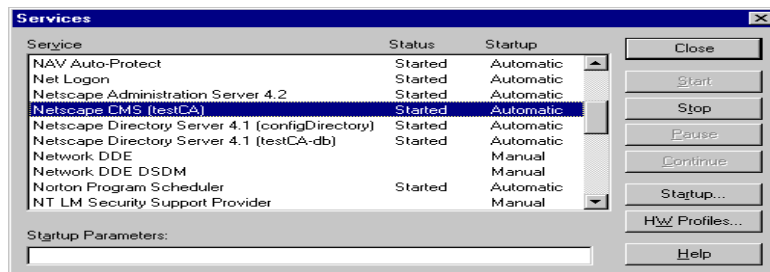 Services
Service Status Startup
NAV Auto-Protect Started Automatic
Net Logon Started Automatic
Netscape Administration Server 4.2 Started Automatic
Netscape CMS (testCA) Started Automatic
Netscape Directory Server 4.1 (configDirectory) Started Automatic
Netscape Directory Server 4.1 (testCA-db) Started Automatic
Network DDE Manual
Network DDE DSDM Manual
Norton Program Scheduler Started Automatic
NT LM Security Support Provider Manual
Startup Parameters:
Close
Start
Stop
Pause
Continue
Startup...
HW Profiles...
Help